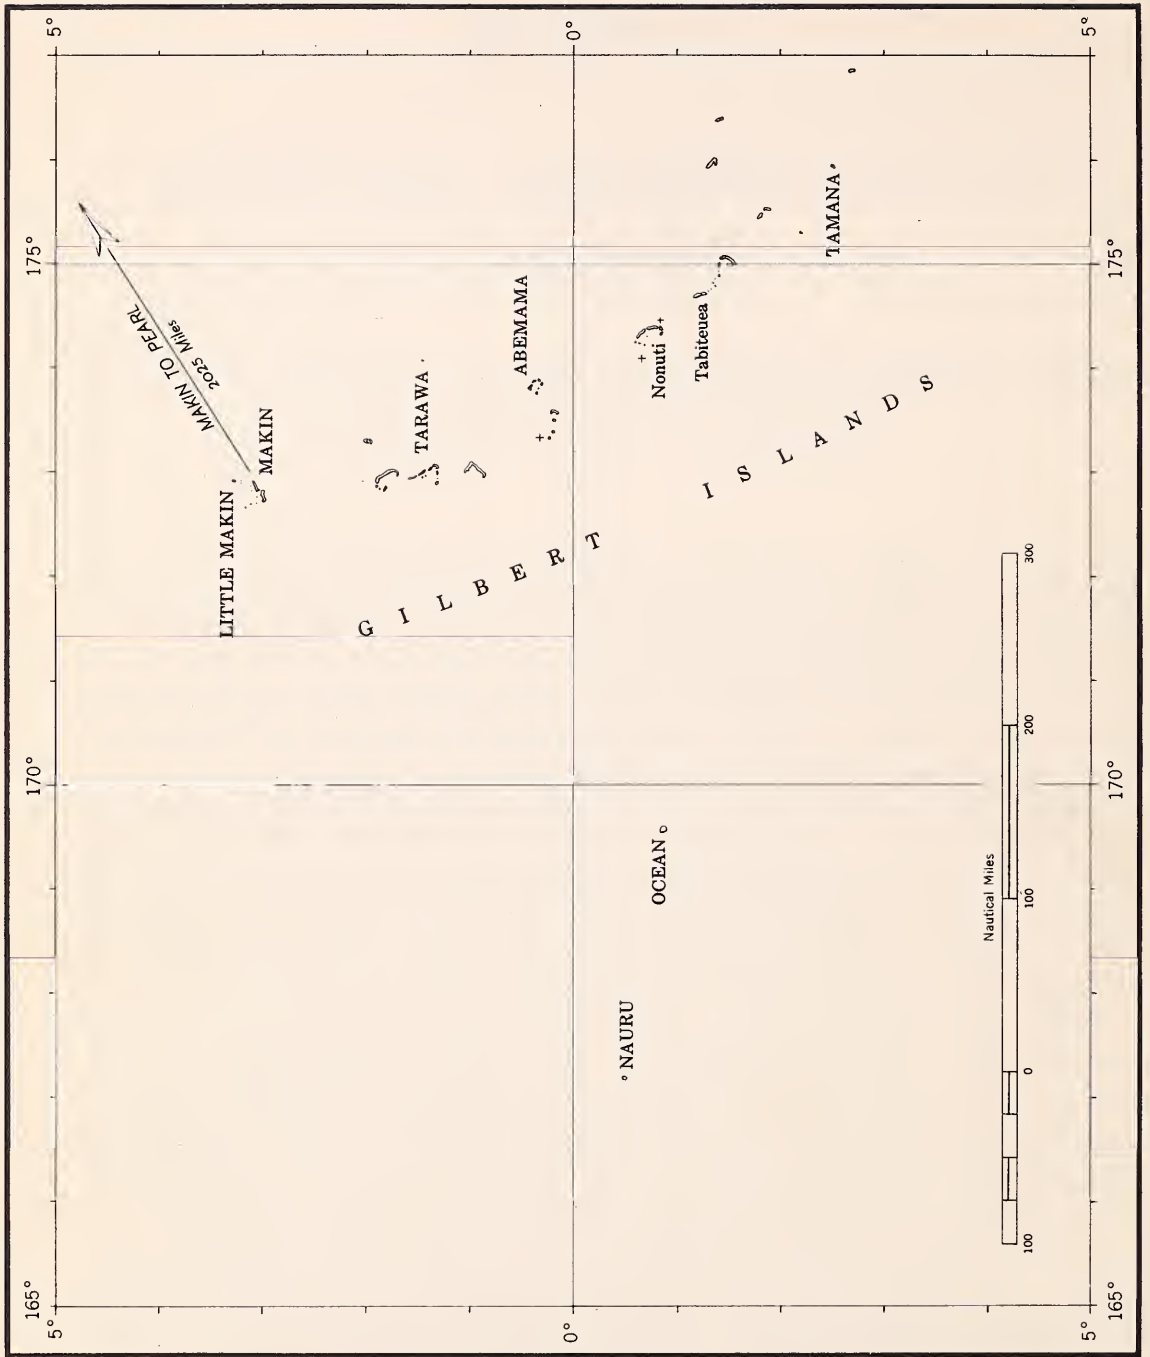 165°
170°
175°
5°
5°
MAKIN TO PEARL
2025 Miles
LITTLE MAKIN
MAKIN
TARAWA
ABEMAMA
GILBERT ISLANDS
0°
0°
NAURU
OCEAN
Nonuti
Tabiteuea
TAMANA
Nautical Miles
100
0
100
200
300
5°
5°
165°
170°
175°